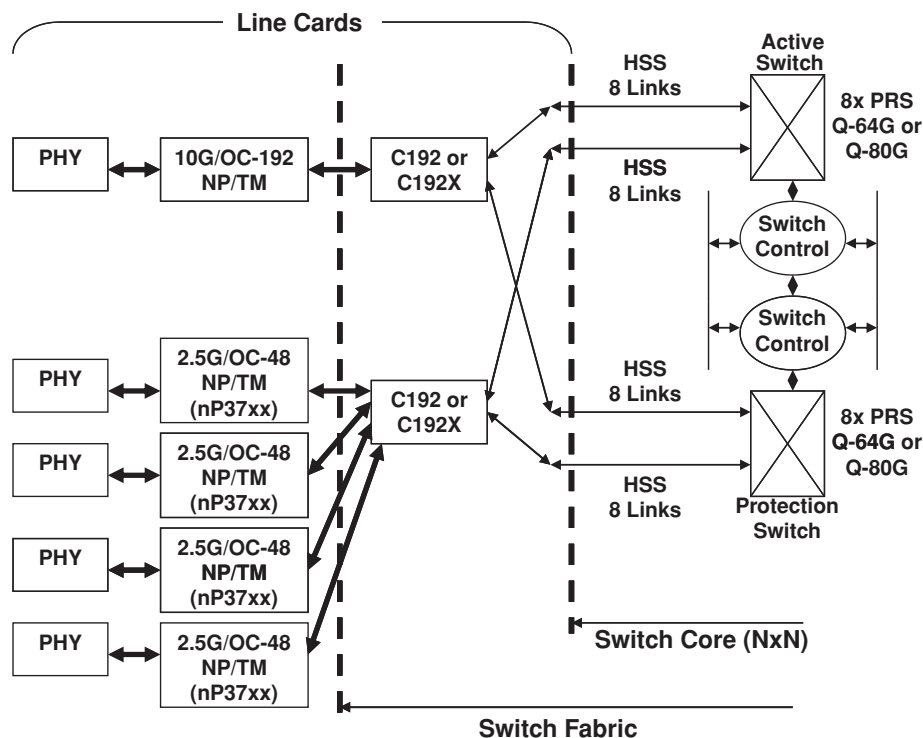 Line Cards
PHY
10G/OC-192
NP/TM
C192 or
C192X
HSS
8 Links
HSS
8 Links
Active
Switch
8x PRS
Q-64G or
Q-80G
Switch
Control
Switch
Control
PHY
2.5G/OC-48
NP/TM
(nP37xx)
PHY
2.5G/OC-48
NP/TM
(nP37xx)
PHY
2.5G/OC-48
NP/TM
(nP37xx)
PHY
2.5G/OC-48
NP/TM
(nP37xx)
C192 or
C192X
HSS
8 Links
HSS
8 Links
8x PRS
Q-64G or
Q-80G
Protection
Switch
Switch Core (NxN)
Switch Fabric